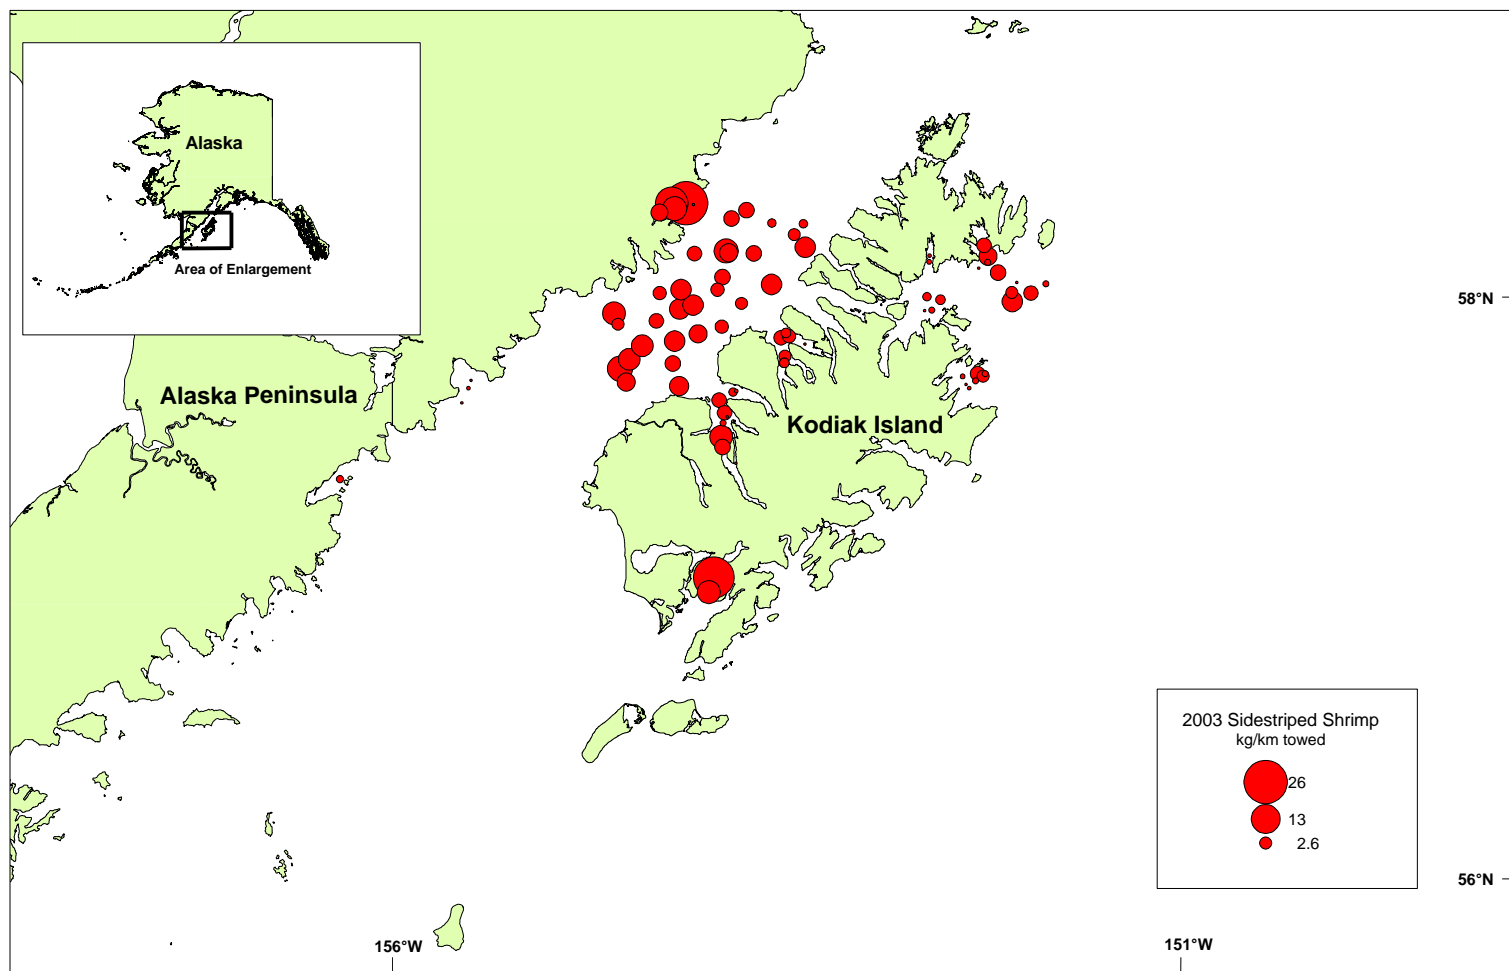 Alaska
Area of Enlargement
58°N
Alaska Peninsula
Kodiak Island
2003 Sidestriped Shrimp
kg/km towed
26
13
2.6
56°N
156°W
151°W